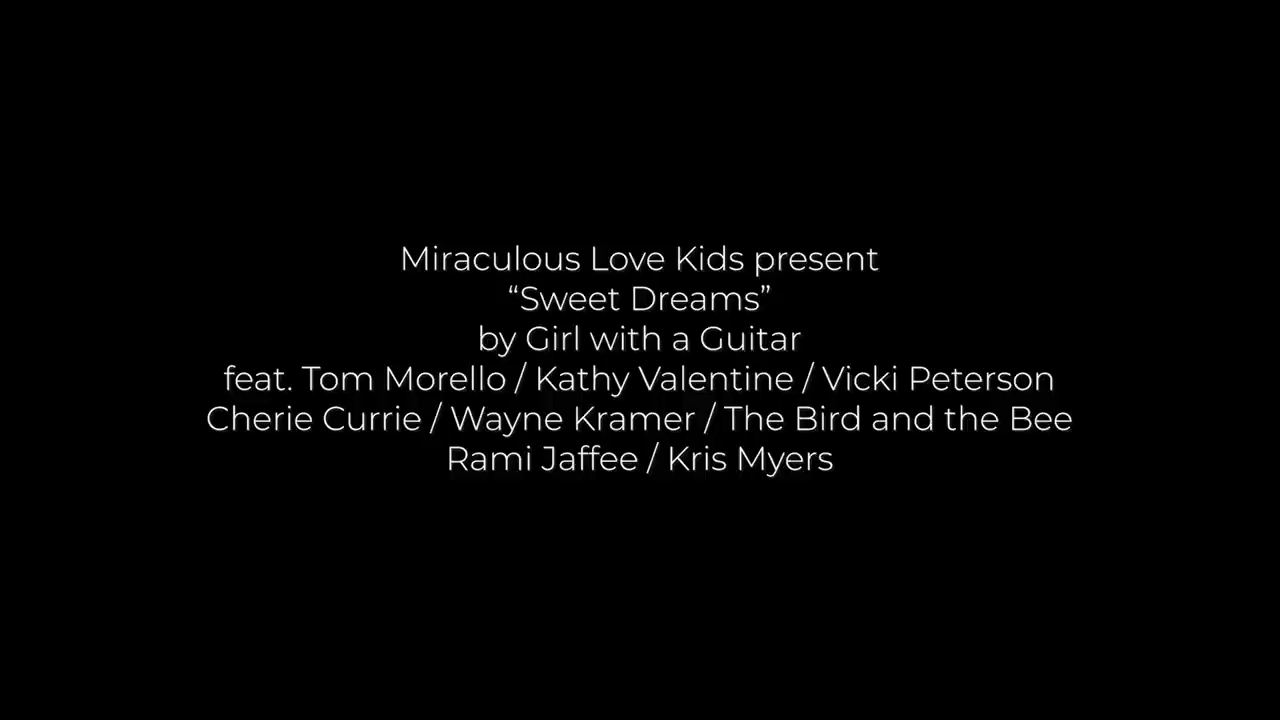 Miraculous Love Kids present
“Sweet Dreams”
by Girl with a Guitar
feat. Tom Morello / Kathy Valentine / Vicki Peterson
Cherie Currie / Wayne Kramer / The Bird and the Bee
Rami Jaffee / Kris Myers